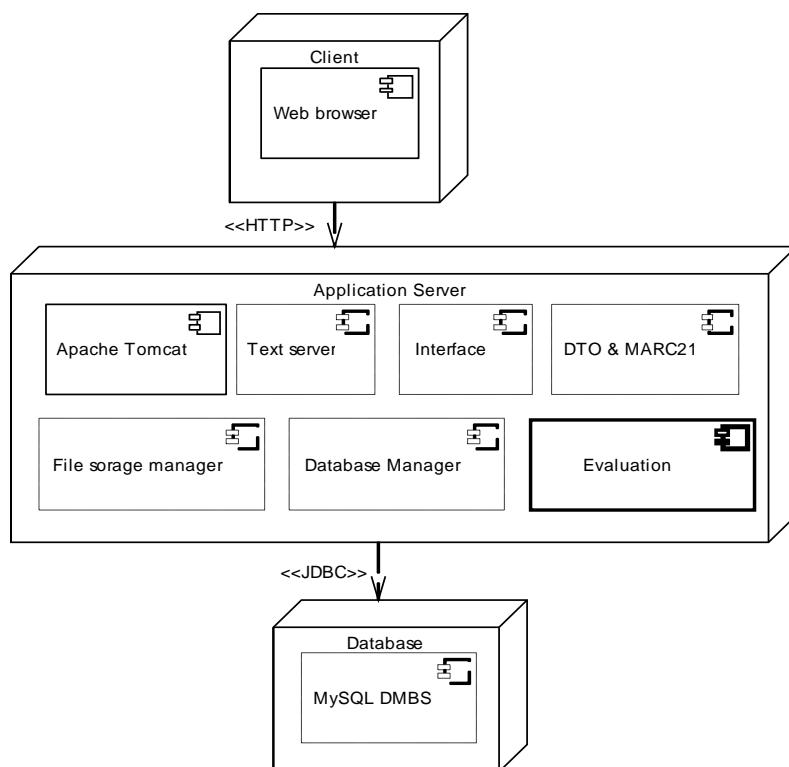 Client
Web browser
<<HTTP>>
Application Server
Apache Tomcat
Text server
Interface
DTO & MARC21
File sorage manager
Database Manager
Evaluation
<<JDBC>>
Database
MySQL DMBS